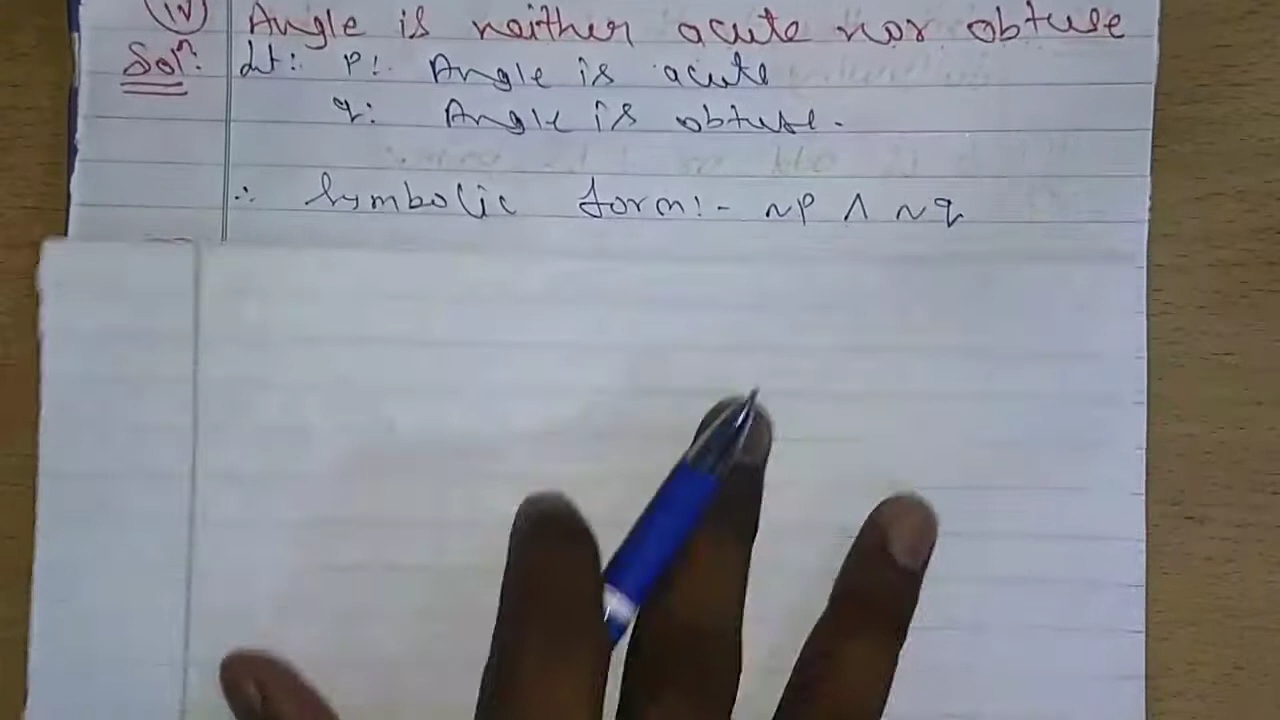 (iv) Angle is neither acute nor obtuse
Solⁿ. Let: p: Angle is acute
q: Angle is obtuse.
∴ Symbolic form:- ~p ∧ ~q